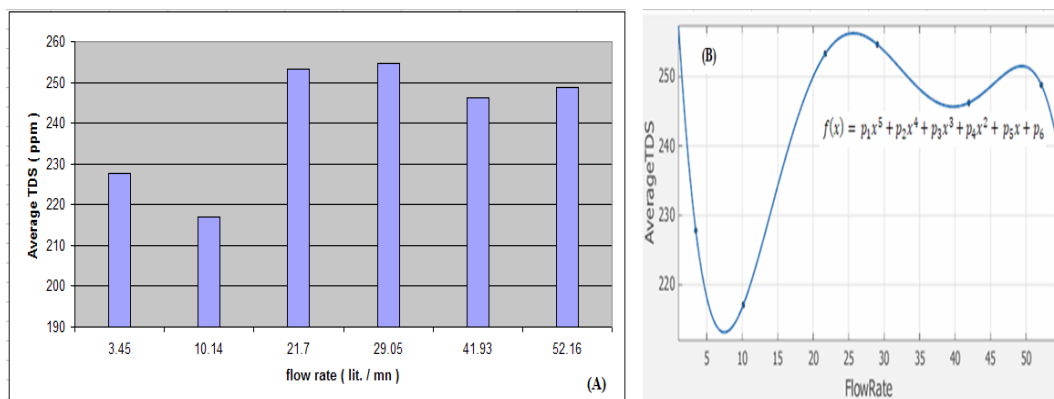 260
250
240
230
220
210
200
190
Average TDS ( ppm )
3.45 10.14 21.7 29.05 41.93 52.16
flow rate ( lit. / mn )
(A)
(B)
250
240
230
220
AverageTDS
f(x) = p₁x⁵ + p₂x⁴ + p₃x³ + p₄x² + p₅x + p₆
5 10 15 20 25 30 35 40 45 50
FlowRate